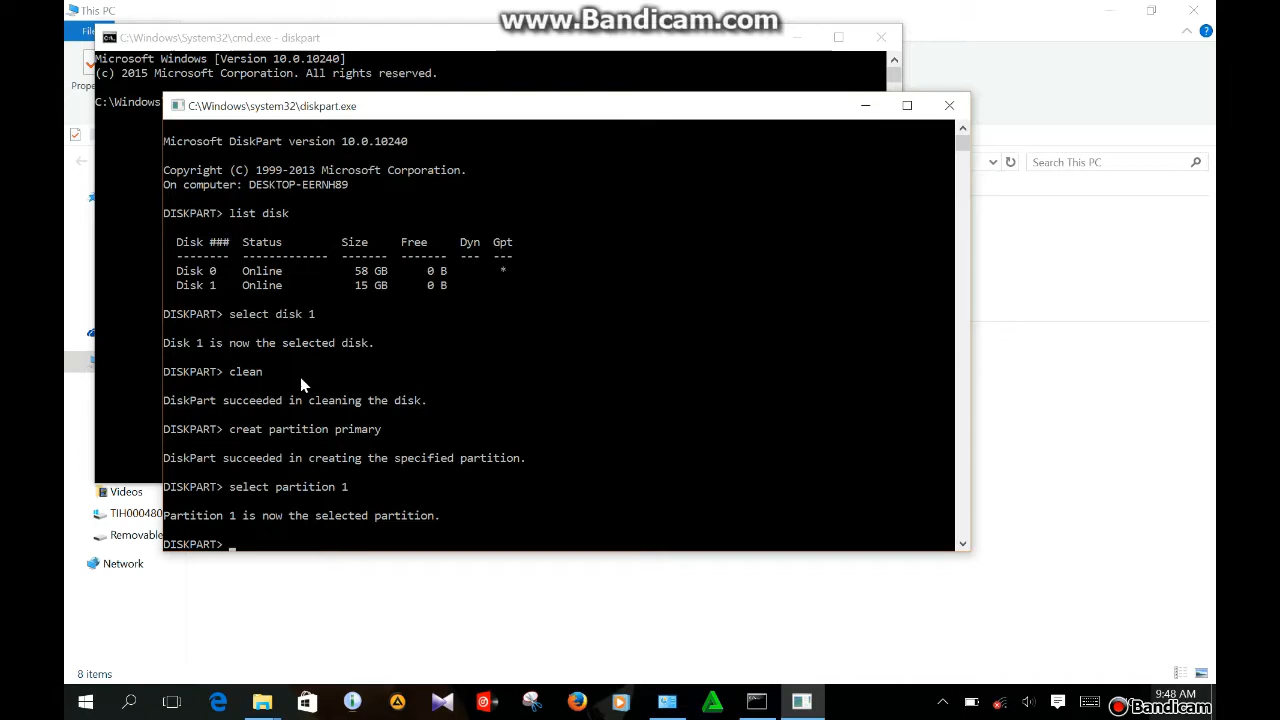 This PC
www.Bandicam.com
File
C:\Windows\System32\cmd.exe - diskpart
Microsoft Windows [Version 10.0.10240]
(c) 2015 Microsoft Corporation. All rights reserved.
Prope
C:\Windows
C:\Windows\system32\diskpart.exe
Search This PC
Microsoft DiskPart version 10.0.10240
Copyright (C) 1999-2013 Microsoft Corporation.
On computer: DESKTOP-EERNH89
DISKPART> list disk
Disk ### Status Size Free Dyn Gpt
-------- ------------- ------- ------- --- ---
Disk 0 Online 58 GB 0 B *
Disk 1 Online 15 GB 0 B
DISKPART> select disk 1
Disk 1 is now the selected disk.
DISKPART> clean
DiskPart succeeded in cleaning the disk.
DISKPART> creat partition primary
DiskPart succeeded in creating the specified partition.
DISKPART> select partition 1
Partition 1 is now the selected partition.
DISKPART> _
Videos
TIH000480
Removable
Network
8 items
9:48 AM
Bandicam